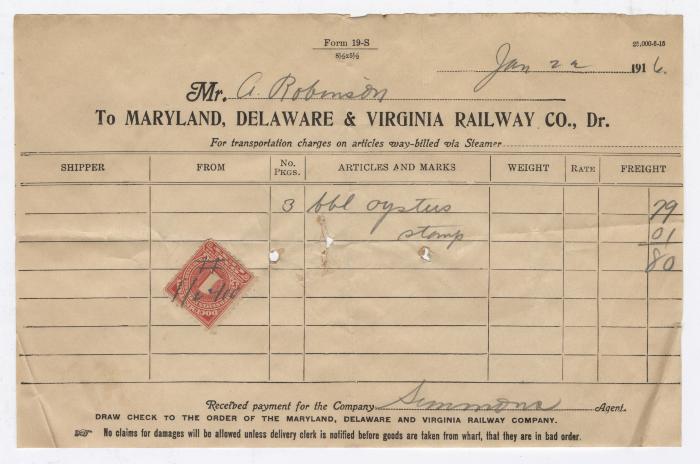 Form 19-S
8½x5½
25,000-6-15
Jan 22 1916.
Mr. A. Robinson
To MARYLAND, DELAWARE & VIRGINIA RAILWAY CO., Dr.
For transportation charges on articles way-billed via Steamer
SHIPPER FROM No. PKGS. ARTICLES AND MARKS WEIGHT RATE FREIGHT
3 bbl oysters 79
stamp 01
80
Received payment for the Company Simmons Agent.
DRAW CHECK TO THE ORDER OF THE MARYLAND, DELAWARE AND VIRGINIA RAILWAY COMPANY.
☞ No claims for damages will be allowed unless delivery clerk is notified before goods are taken from wharf, that they are in bad order.